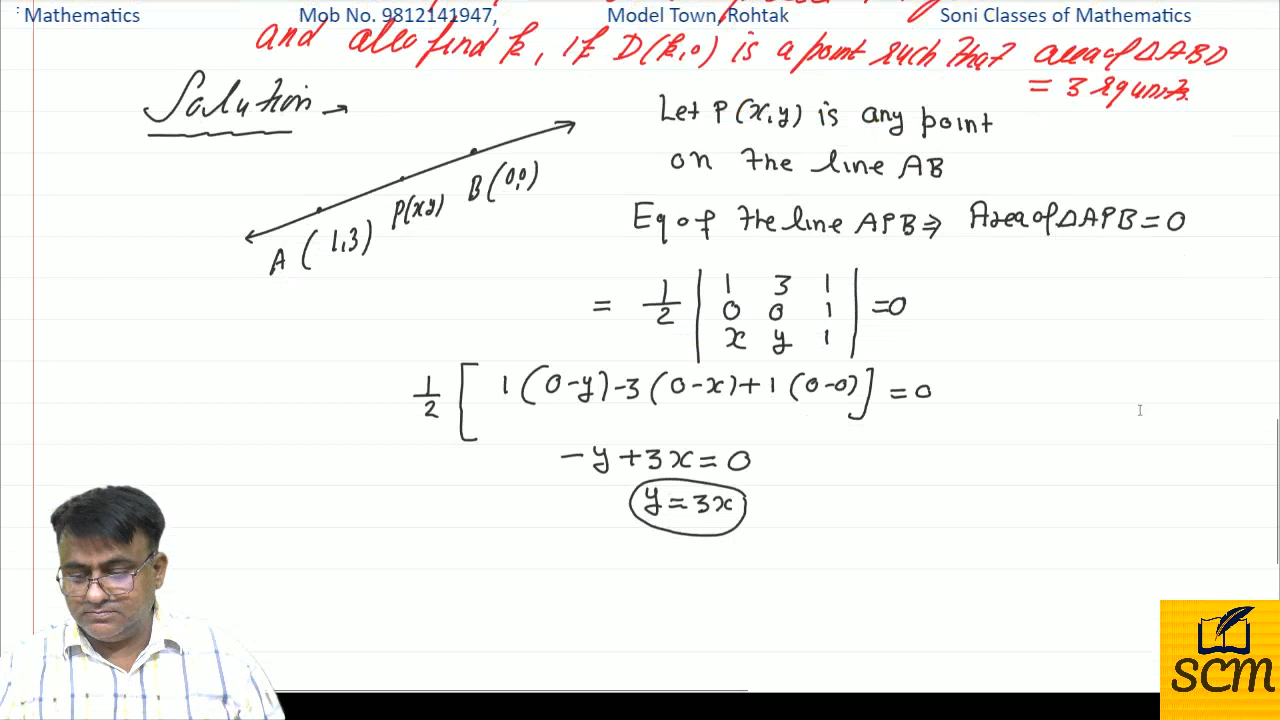 Mathematics Mob No. 9812141947, Model Town, Rohtak Soni Classes of Mathematics
and also find k, if D(k,0) is a point such that area of ΔABD
= 3 sq units.
Solution →
Let P(x,y) is any point
on the line AB
A (1,3) P(x,y) B(0,0)
Eq of the line APB ⇒ Area of ΔAPB = 0
= 1/2 | 1 3 1 | = 0
| 0 0 1 |
| x y 1 |
1/2 [ 1(0-y) -3(0-x) + 1(0-0) ] = 0
-y + 3x = 0
y = 3x
SCM